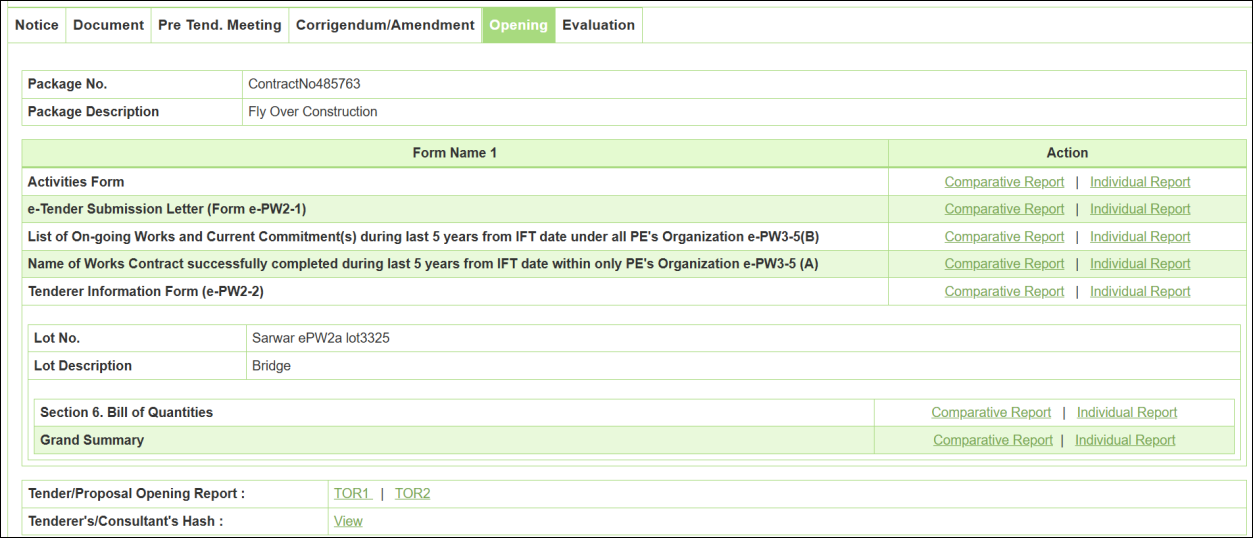 Notice Document Pre Tend. Meeting Corrigendum/Amendment Opening Evaluation
Package No. ContractNo485763
Package Description Fly Over Construction
Form Name 1 Action
Activities Form Comparative Report | Individual Report
e-Tender Submission Letter (Form e-PW2-1) Comparative Report | Individual Report
List of On-going Works and Current Commitment(s) during last 5 years from IFT date under all PE's Organization e-PW3-5(B) Comparative Report | Individual Report
Name of Works Contract successfully completed during last 5 years from IFT date within only PE's Organization e-PW3-5 (A) Comparative Report | Individual Report
Tenderer Information Form (e-PW2-2) Comparative Report | Individual Report
Lot No. Sarwar ePW2a lot3325
Lot Description Bridge
Section 6. Bill of Quantities Comparative Report | Individual Report
Grand Summary Comparative Report | Individual Report
Tender/Proposal Opening Report : TOR1 | TOR2
Tenderer's/Consultant's Hash : View